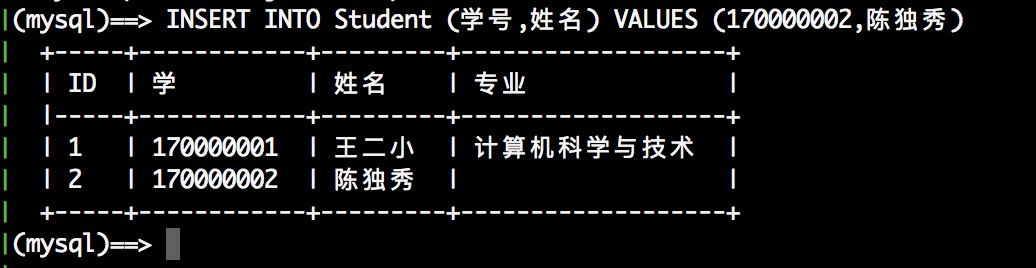 (mysql)==> INSERT INTO Student (学号,姓名) VALUES (170000002,陈独秀)
+-----+------------+---------+-------------------+
| ID | 学 | 姓名 | 专业 |
|-----+------------+---------+-------------------+
| 1 | 170000001 | 王二小 | 计算机科学与技术 |
| 2 | 170000002 | 陈独秀 | |
+-----+------------+---------+-------------------+
(mysql)==>